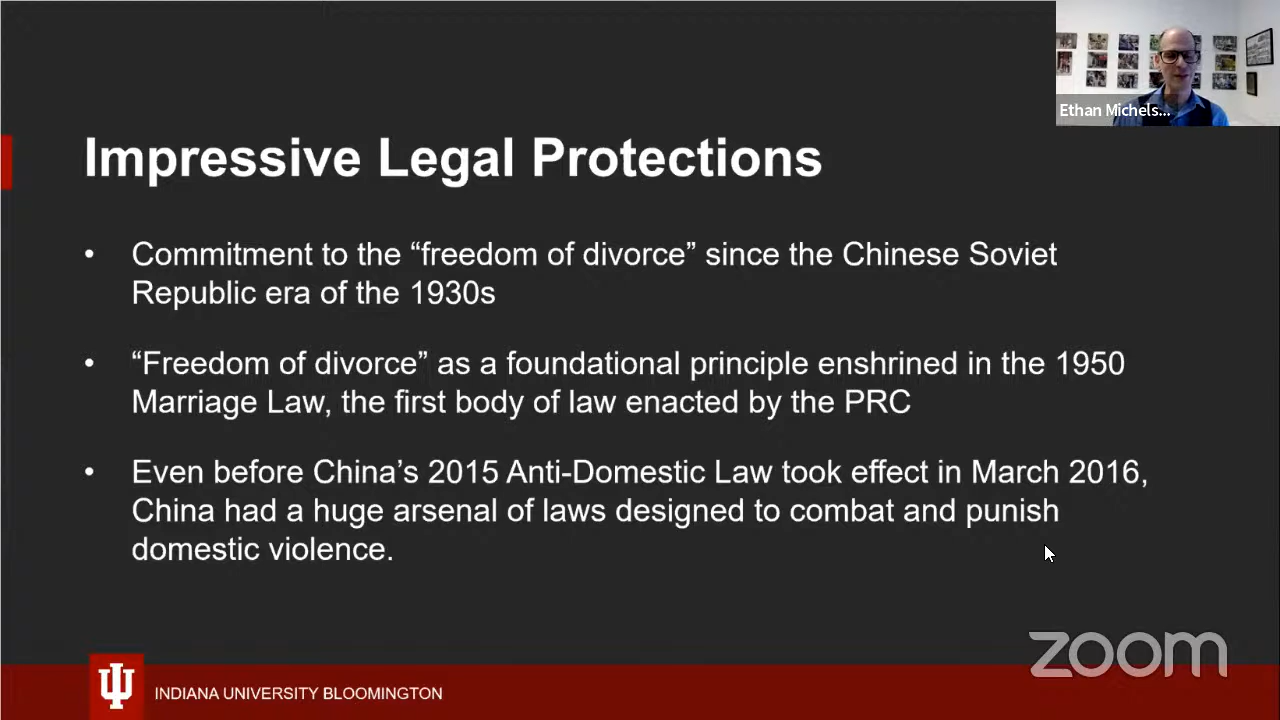 Ethan Michels...
Impressive Legal Protections
• Commitment to the “freedom of divorce” since the Chinese Soviet
Republic era of the 1930s
• “Freedom of divorce” as a foundational principle enshrined in the 1950
Marriage Law, the first body of law enacted by the PRC
• Even before China’s 2015 Anti-Domestic Law took effect in March 2016,
China had a huge arsenal of laws designed to combat and punish
domestic violence.
zoom
INDIANA UNIVERSITY BLOOMINGTON